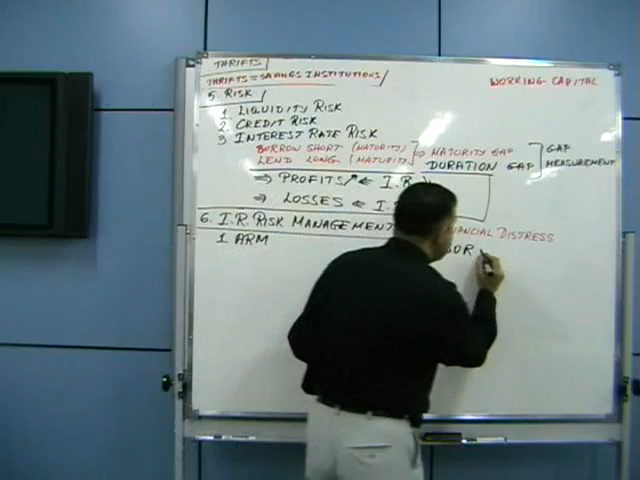 THRIFTS
THRIFTS = SAVINGS INSTITUTIONS
WORKING CAPITAL
5. RISK
1. LIQUIDITY RISK
2. CREDIT RISK
3 INTEREST RATE RISK
BORROW SHORT (MATURITY) ⇒ MATURITY GAP
LEND LONG (MATURITY) DURATION GAP
GAP MEASUREMENT
⇒ PROFITS ↗ ← I.R. ↘
⇒ LOSSES ← I.
6. I.R. RISK MANAGEMENT
NANCIAL DISTRESS
1 ARM
OR